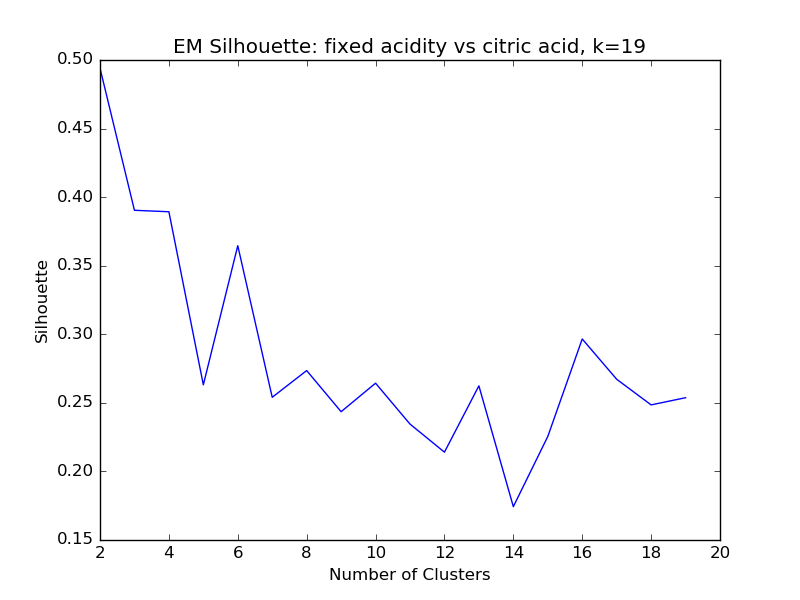 EM Silhouette: fixed acidity vs citric acid, k=19
0.50
0.45
0.40
0.35
0.30
0.25
0.20
0.15
Silhouette
2 4 6 8 10 12 14 16 18 20
Number of Clusters